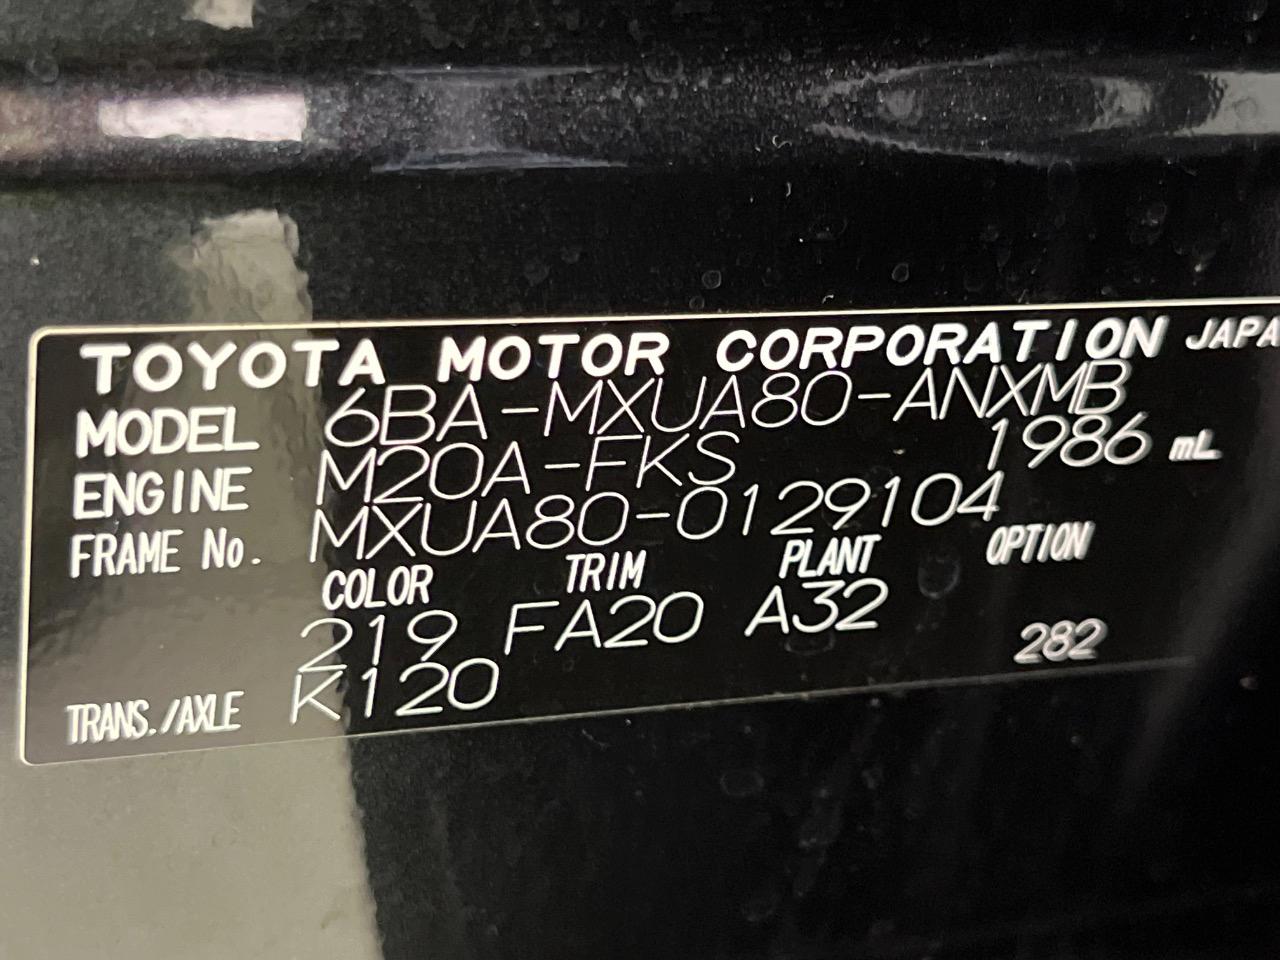 TOYOTA MOTOR CORPORATION
MODEL 6BA-MXUA80-ANXMB
ENGINE M20A-FKS 1986 mL
FRAME No. MXUA80-0129104
COLOR TRIM PLANT OPTION
219 FA20 A32
TRANS./AXLE K120 282